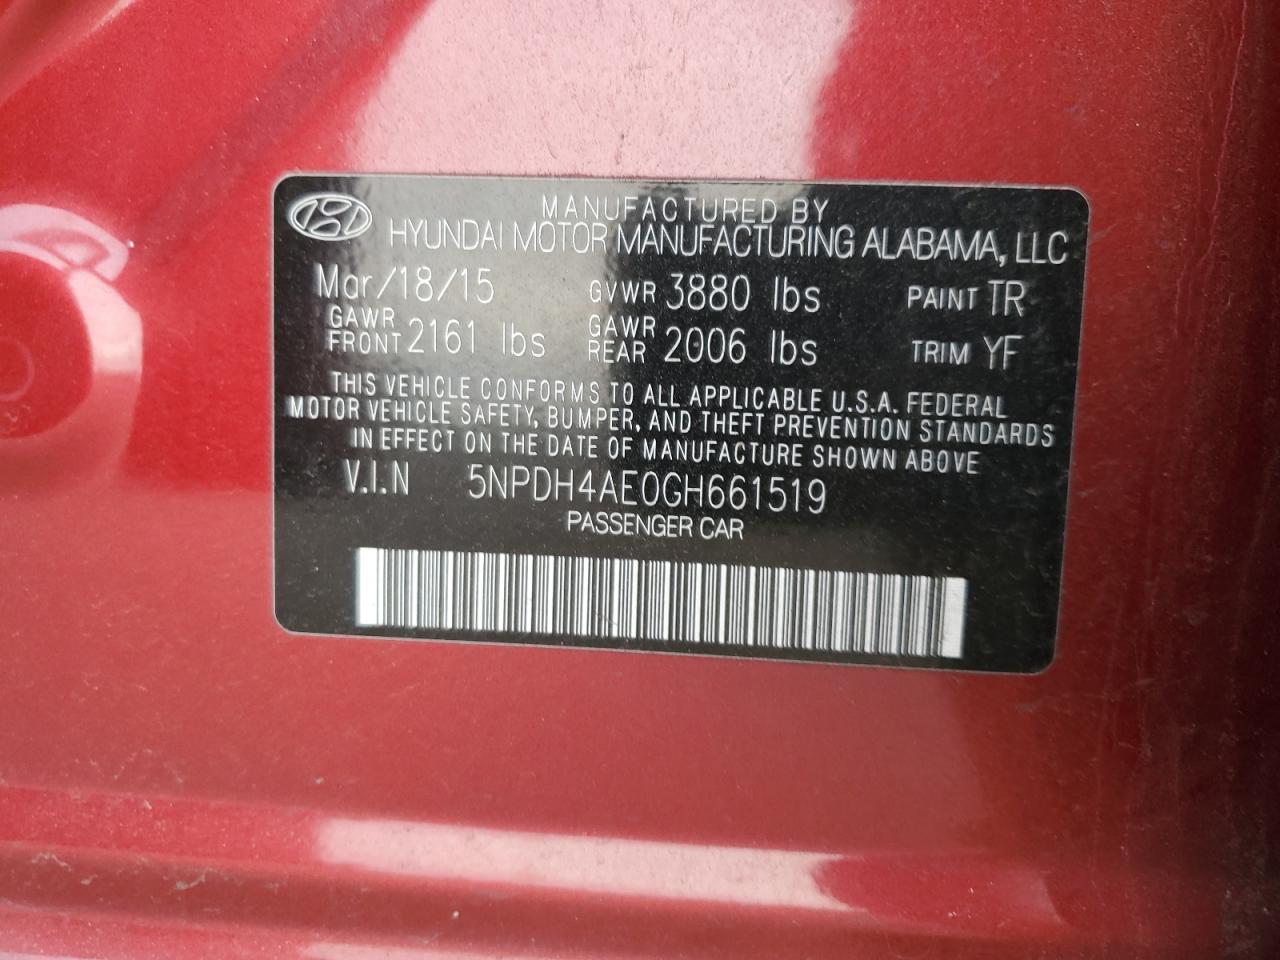 MANUFACTURED BY
HYUNDAI MOTOR MANUFACTURING ALABAMA, LLC
Mar/18/15 GVWR 3880 lbs PAINT TR
GAWR FRONT 2161 lbs GAWR REAR 2006 lbs TRIM YF
THIS VEHICLE CONFORMS TO ALL APPLICABLE U.S.A. FEDERAL
MOTOR VEHICLE SAFETY, BUMPER, AND THEFT PREVENTION STANDARDS
IN EFFECT ON THE DATE OF MANUFACTURE SHOWN ABOVE
V.I.N 5NPDH4AE0GH661519
PASSENGER CAR